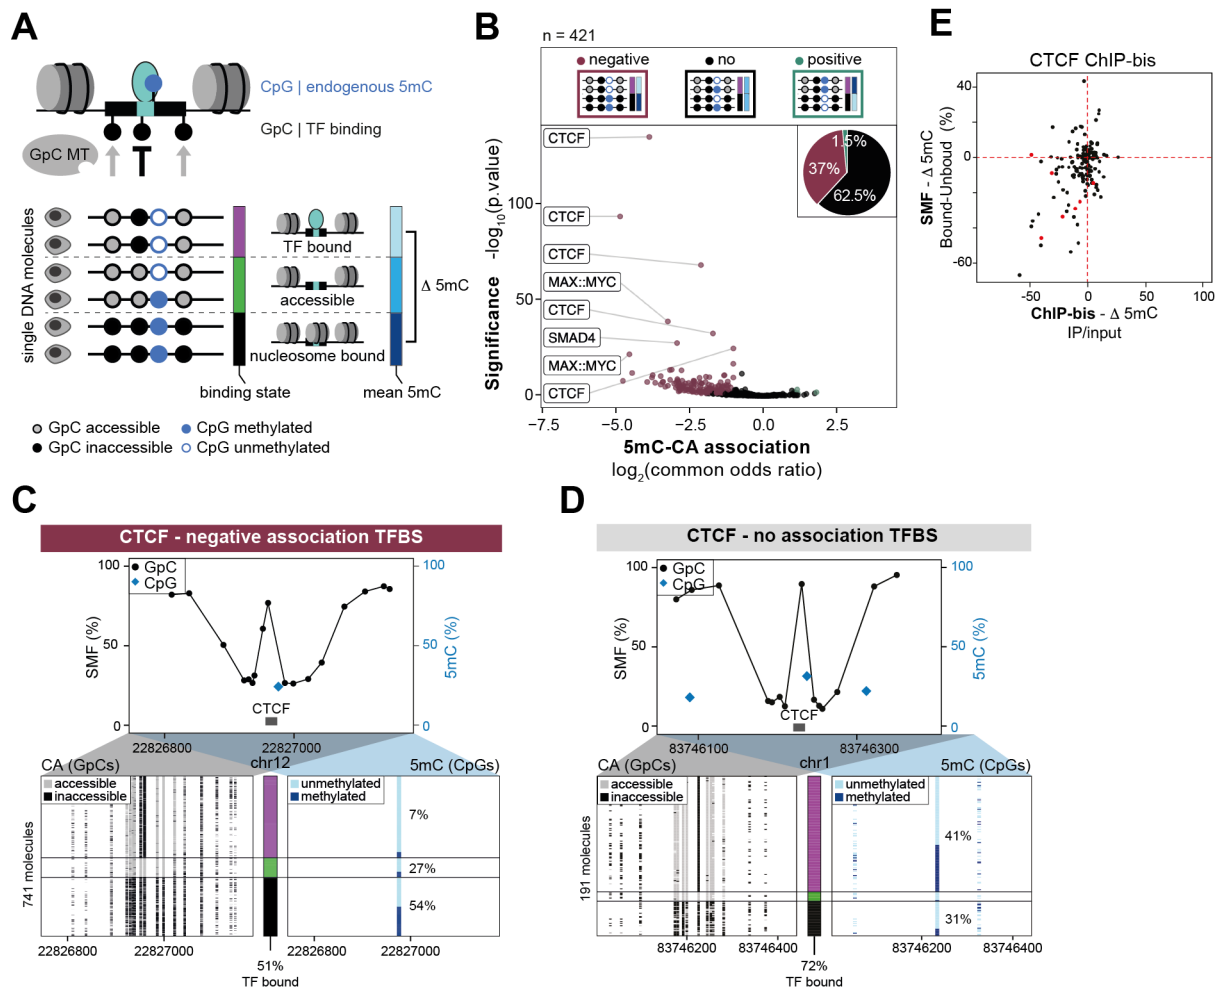 A
CpG | endogenous 5mC
GpC | TF binding
GpC MT
single DNA molecules
TF bound
accessible
nucleosome bound
Δ 5mC
binding state
mean 5mC
GpC accessible
CpG methylated
GpC inaccessible
CpG unmethylated
B
n = 421
negative
no
positive
CTCF
CTCF
CTCF
MAX::MYC
CTCF
SMAD4
MAX::MYC
CTCF
1.5%
37%
62.5%
Significance -log10(p.value)
100
50
0
−7.5
−5.0
−2.5
0.0
2.5
5mC-CA association
log2(common odds ratio)
E
CTCF ChIP-bis
SMF - Δ 5mC
Bound-Unboud (%)
40
0
-60
-50
0
50
100
ChIP-bis - Δ 5mC
IP/input
C
CTCF - negative association TFBS
GpC
CpG
SMF (%)
100
50
0
5mC (%)
100
50
0
CTCF
22826800
22827000
chr12
CA (GpCs)
5mC (CpGs)
accessible
inaccessible
unmethylated
methylated
741 molecules
7%
27%
54%
22826800
22827000
22826800
22827000
51%
TF bound
D
CTCF - no association TFBS
GpC
CpG
SMF (%)
100
50
0
5mC (%)
100
50
0
CTCF
83746100
83746300
chr1
CA (GpCs)
5mC (CpGs)
accessible
inaccessible
unmethylated
methylated
191 molecules
41%
31%
83746200
83746400
83746200
83746400
72%
TF bound